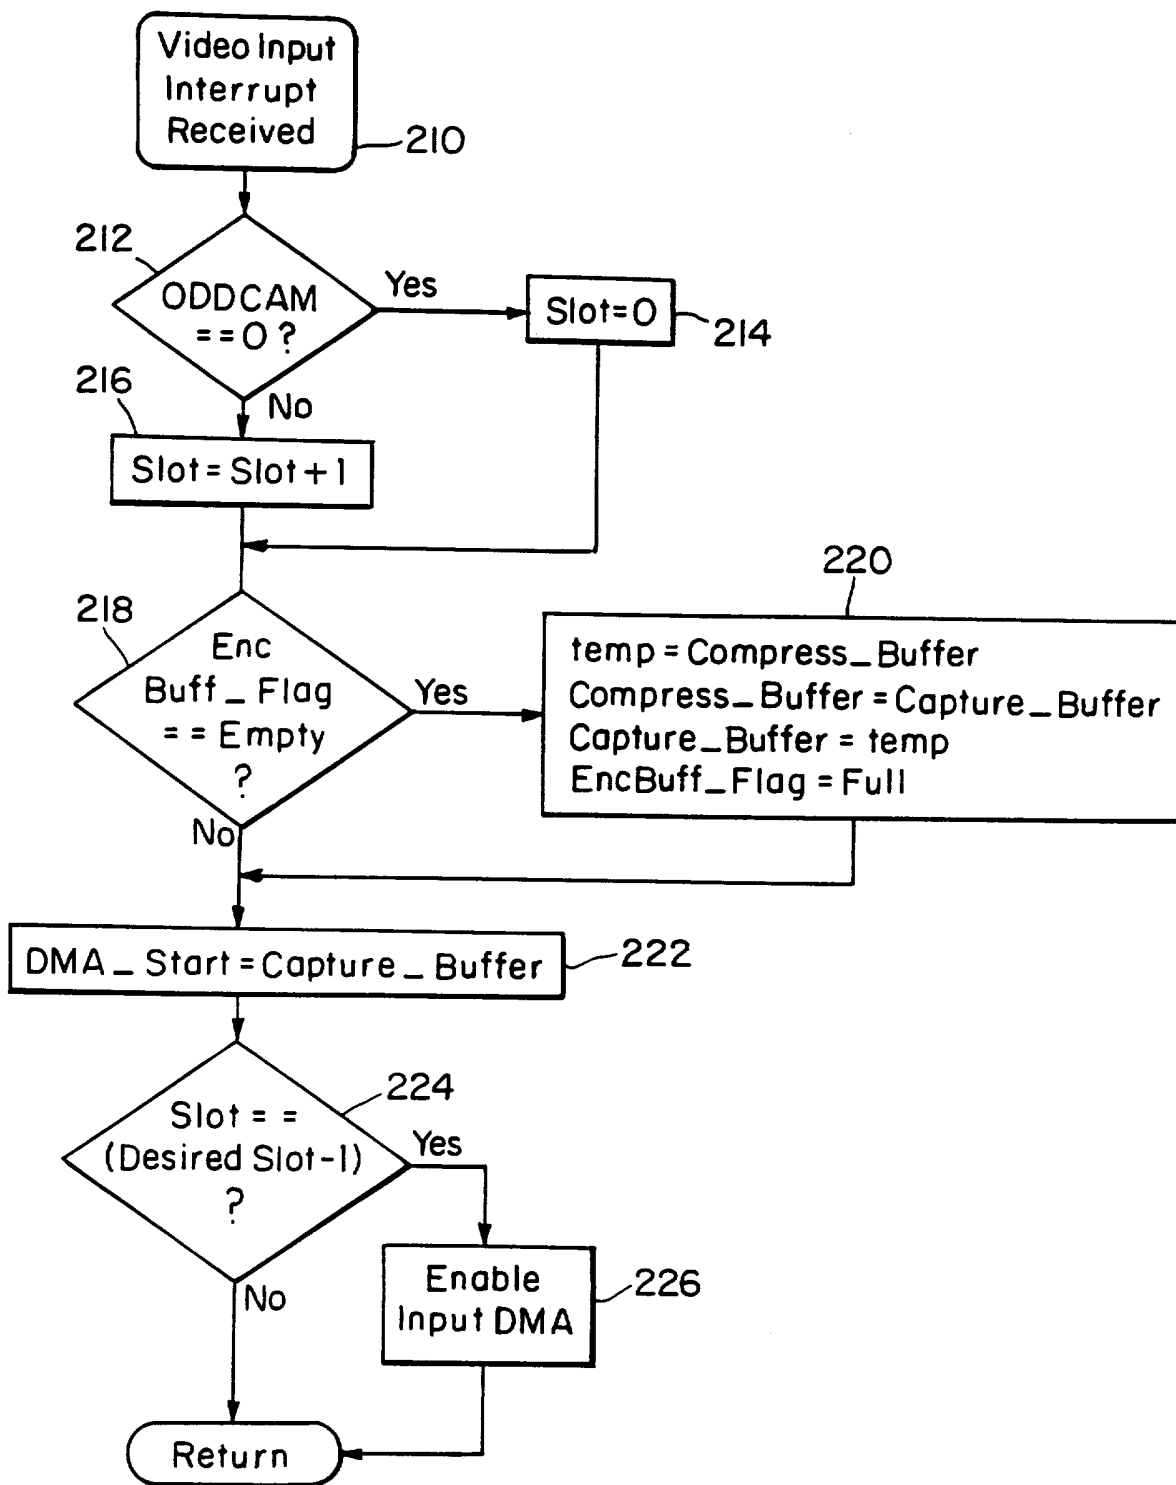 Video Input
Interrupt
Received
210
212
ODDCAM
==0?
Yes
Slot=0
214
216
No
Slot=Slot+1
218
Enc
Buff_Flag
==Empty
?
Yes
220
temp=Compress_Buffer
Compress_Buffer=Capture_Buffer
Capture_Buffer=temp
EncBuff_Flag=Full
No
DMA_Start=Capture_Buffer
222
224
Slot==
(Desired Slot-1)
?
Yes
No
Enable
Input DMA
226
Return